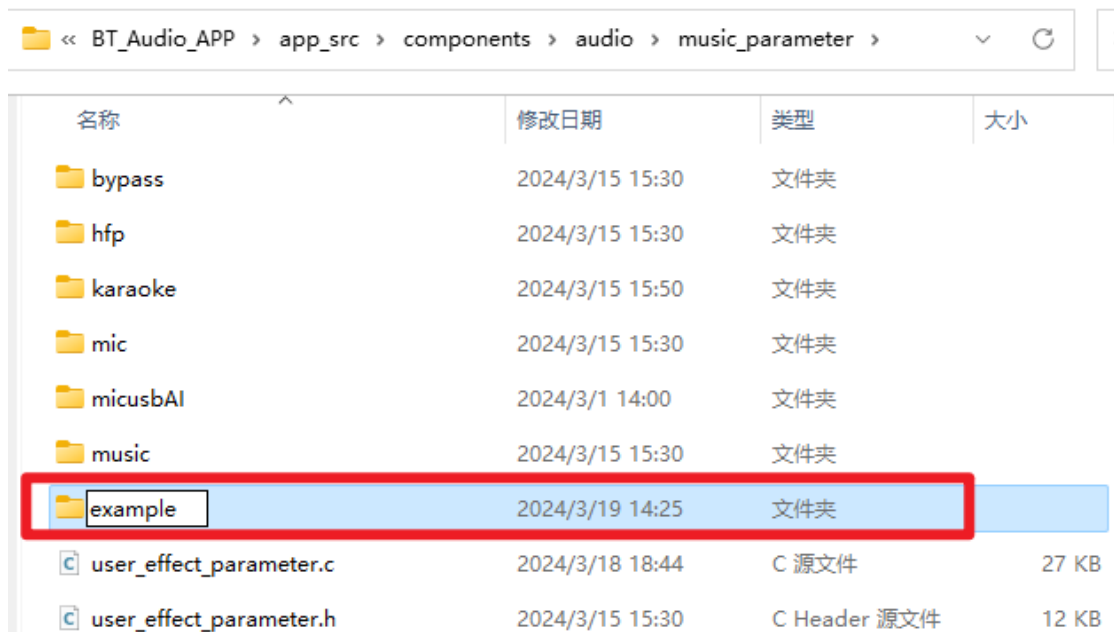 « BT_Audio_APP > app_src > components > audio > music_parameter >
名称 修改日期 类型 大小
bypass 2024/3/15 15:30 文件夹
hfp 2024/3/15 15:30 文件夹
karaoke 2024/3/15 15:50 文件夹
mic 2024/3/15 15:30 文件夹
micusbAI 2024/3/1 14:00 文件夹
music 2024/3/15 15:30 文件夹
example 2024/3/19 14:25 文件夹
user_effect_parameter.c 2024/3/18 18:44 C 源文件 27 KB
user_effect_parameter.h 2024/3/15 15:30 C Header 源文件 12 KB